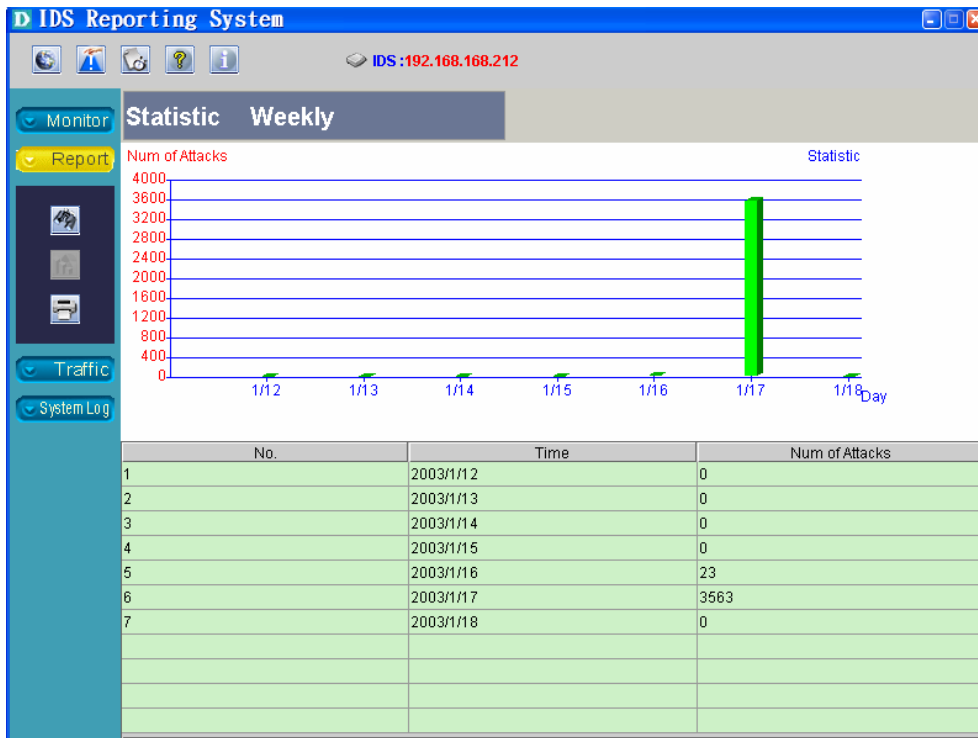 D IDS Reporting System
IDS :192.168.168.212
Monitor
Report
Traffic
System Log
Statistic Weekly
Num of Attacks
Statistic
4000
3600
3200
2800
2400
2000
1600
1200
800
400
0
1/12 1/13 1/14 1/15 1/16 1/17 1/18
Day
No. Time Num of Attacks
1 2003/1/12 0
2 2003/1/13 0
3 2003/1/14 0
4 2003/1/15 0
5 2003/1/16 23
6 2003/1/17 3563
7 2003/1/18 0